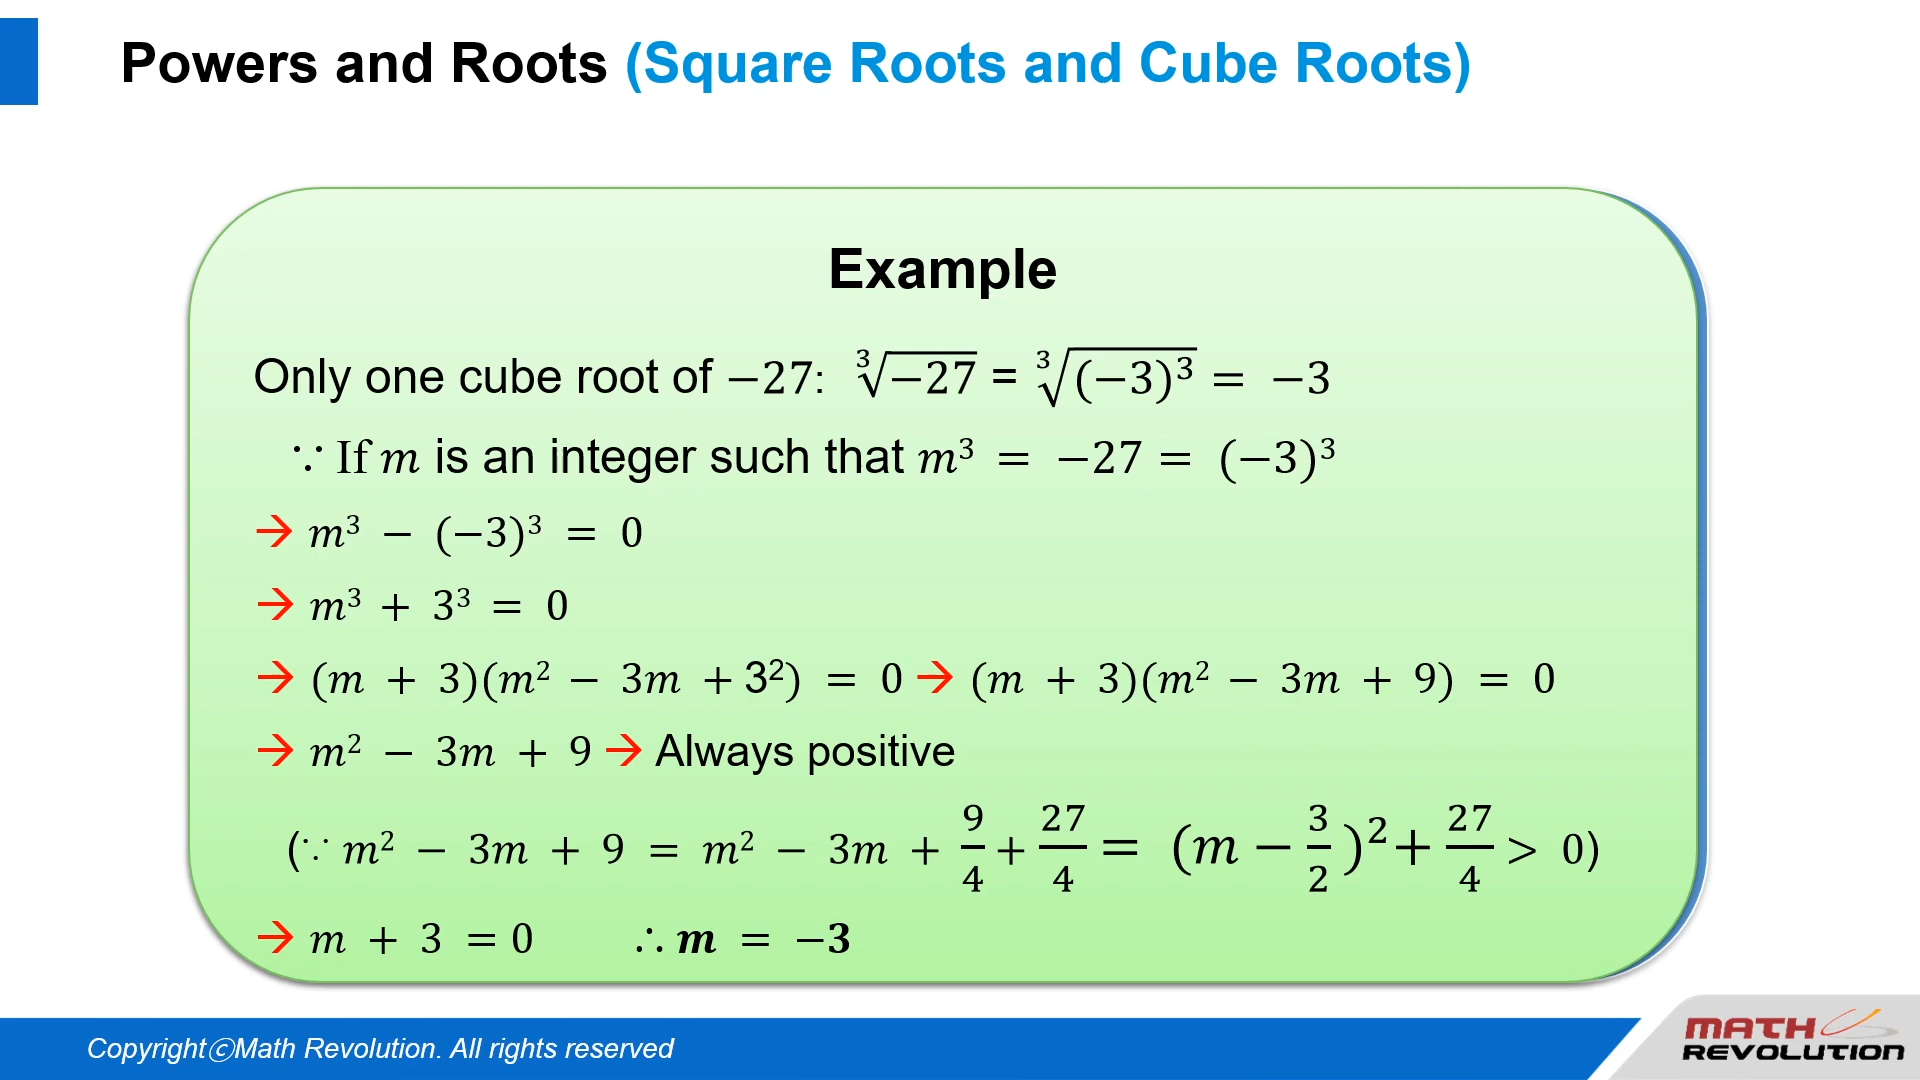 Powers and Roots (Square Roots and Cube Roots)
Example
Only one cube root of −27: ∛−27 = ∛(−3)³ = −3
∵ If m is an integer such that m³ = −27 = (−3)³
→ m³ − (−3)³ = 0
→ m³ + 3³ = 0
→ (m + 3)(m² − 3m + 3²) = 0 → (m + 3)(m² − 3m + 9) = 0
→ m² − 3m + 9 → Always positive
(∵ m² − 3m + 9 = m² − 3m + 9/4 + 27/4 = (m − 3/2)² + 27/4 > 0)
→ m + 3 = 0 ∴ m = −3
CopyrightⓒMath Revolution. All rights reserved
MATH
REVOLUTION